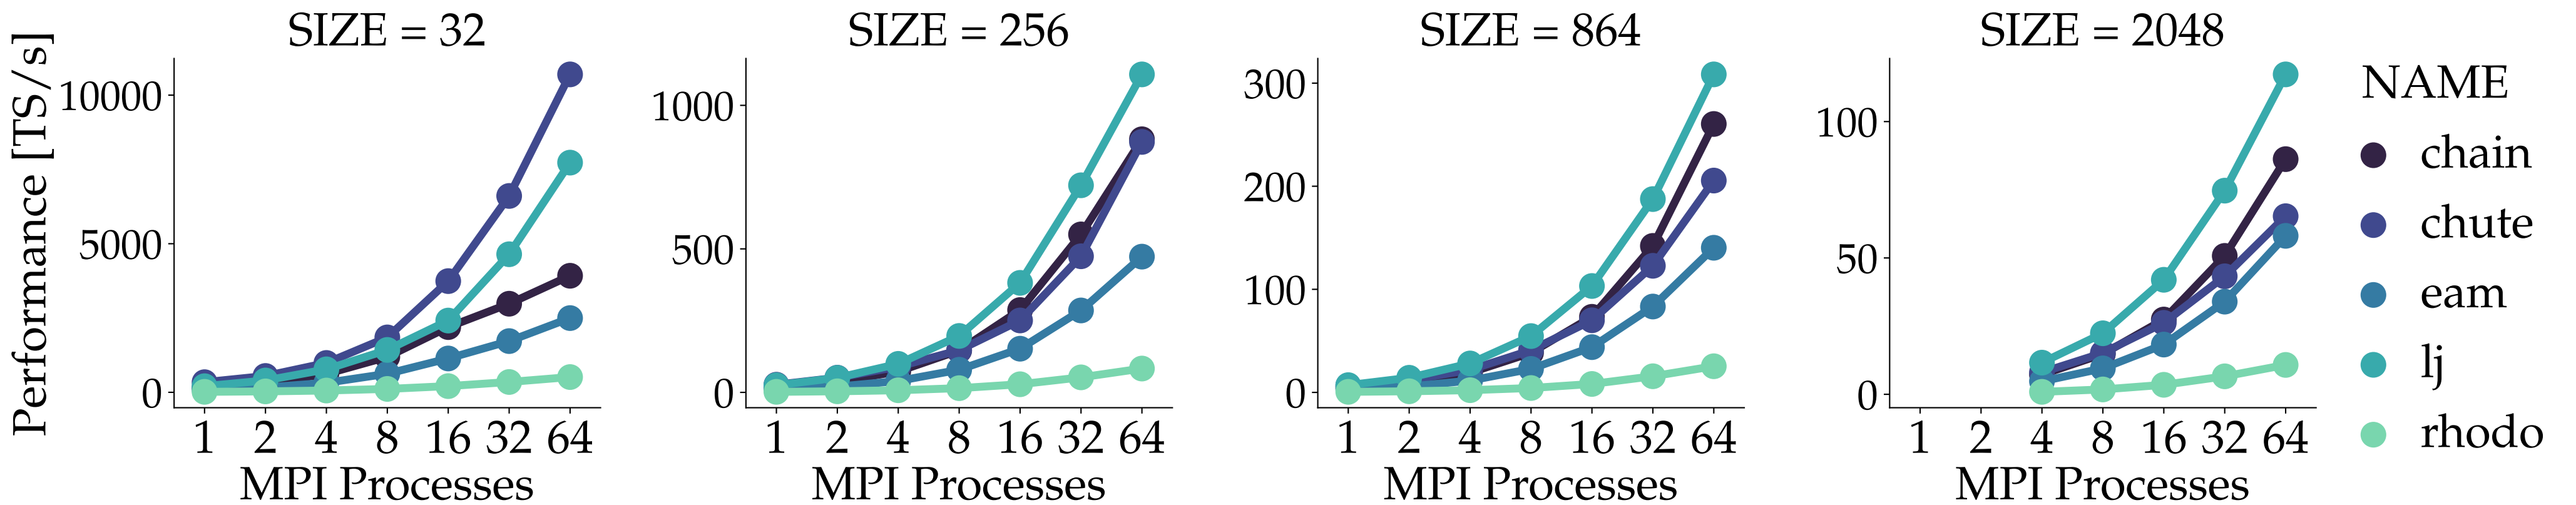 SIZE = 32
SIZE = 256
SIZE = 864
SIZE = 2048
Performance [TS/s]
10000
5000
0
1 2 4 8 16 32 64
MPI Processes
1000
500
0
1 2 4 8 16 32 64
MPI Processes
300
200
100
0
1 2 4 8 16 32 64
MPI Processes
100
50
0
1 2 4 8 16 32 64
MPI Processes
NAME
chain
chute
eam
lj
rhodo